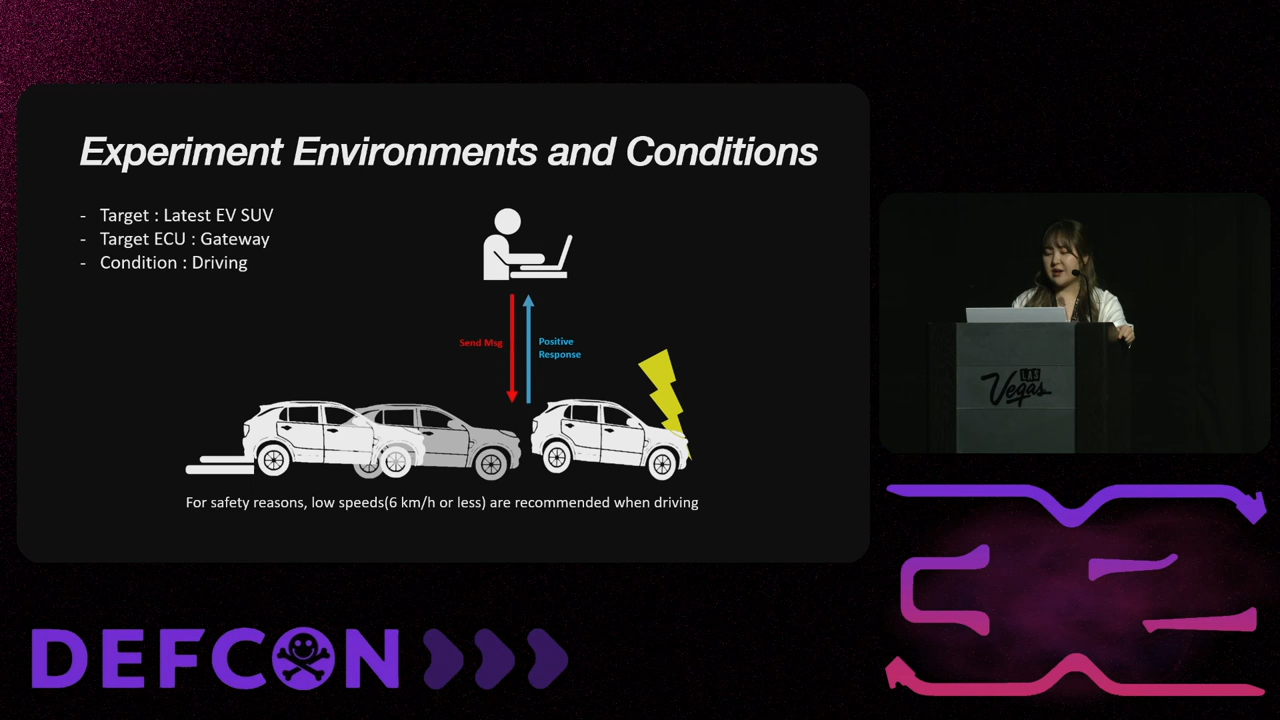 Experiment Environments and Conditions
- Target : Latest EV SUV
- Target ECU : Gateway
- Condition : Driving
Send Msg
Positive
Response
For safety reasons, low speeds(6 km/h or less) are recommended when driving
LAS
Vegas
DEFCON